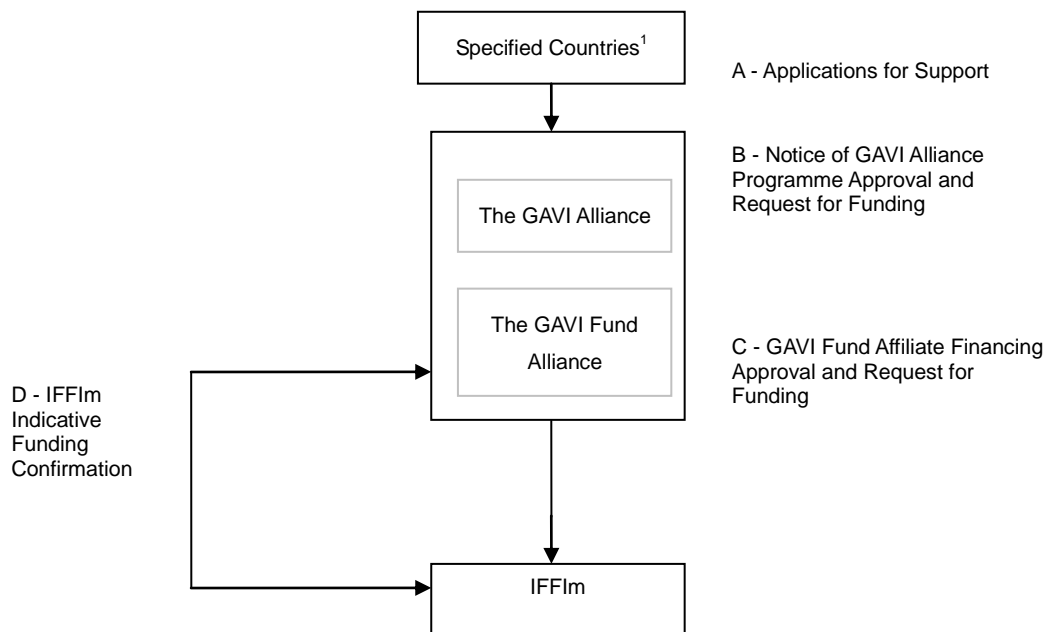 Specified Countries¹
A - Applications for Support
B - Notice of GAVI Alliance
Programme Approval and
Request for Funding
The GAVI Alliance
The GAVI Fund
Alliance
C - GAVI Fund Affiliate Financing
Approval and Request for
Funding
D - IFFIm
Indicative
Funding
Confirmation
IFFIm